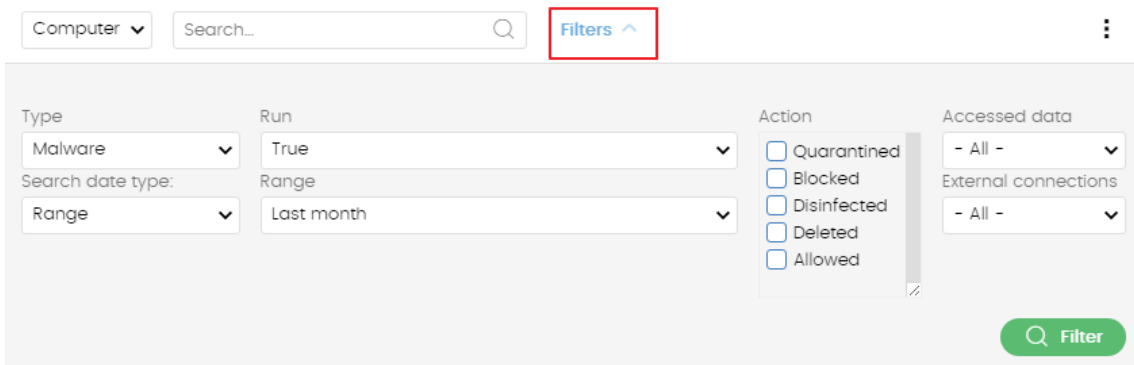 Computer
Search...
Filters
Type
Run
Action
Accessed data
Malware
True
Quarantined
- All -
Search date type:
Range
Blocked
External connections
Range
Last month
Disinfected
- All -
Deleted
Allowed
Filter